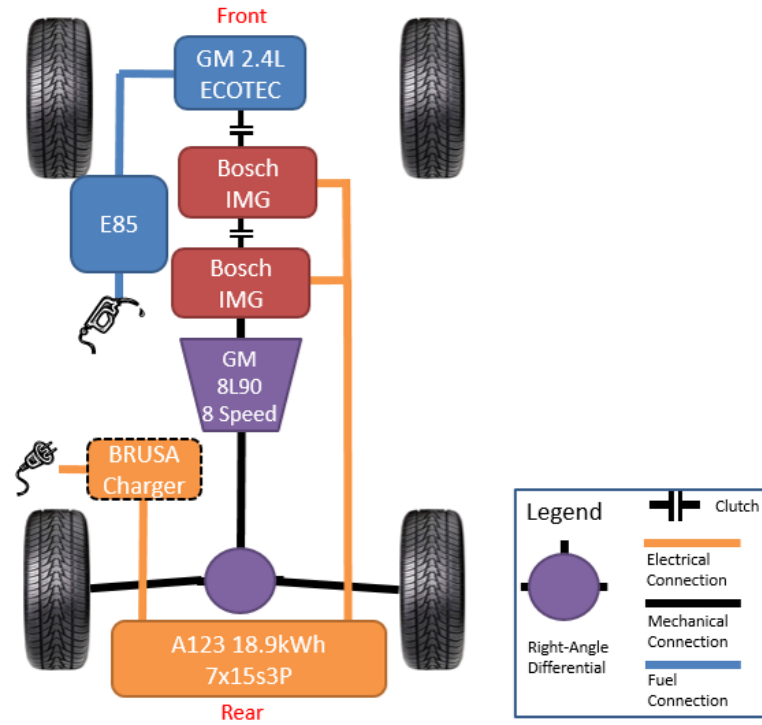 Front
GM 2.4L
ECOTEC
Bosch
IMG
E85
Bosch
IMG
GM
8L90
8 Speed
BRUSA
Charger
A123 18.9kWh
7x15s3P
Rear
Legend
Clutch
Electrical
Connection
Mechanical
Connection
Right-Angle
Differential
Fuel
Connection